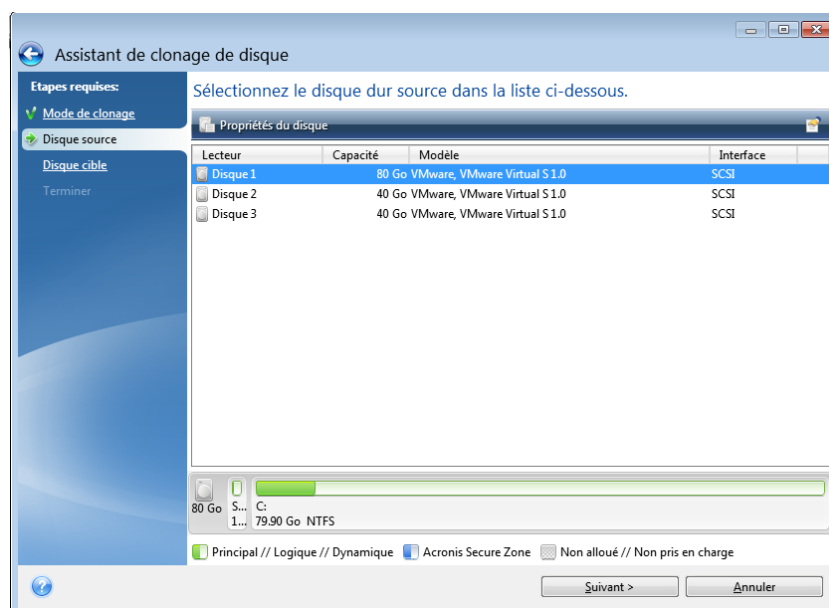 Assistant de clonage de disque
Etapes requises:
Mode de clonage
Disque source
Disque cible
Terminer
Sélectionnez le disque dur source dans la liste ci-dessous.
Propriétés du disque
Lecteur Capacité Modèle Interface
Disque 1 80 Go VMware, VMware Virtual S 1.0 SCSI
Disque 2 40 Go VMware, VMware Virtual S 1.0 SCSI
Disque 3 40 Go VMware, VMware Virtual S 1.0 SCSI
80 Go S... C:
1... 79.90 Go NTFS
Principal // Logique // Dynamique Acronis Secure Zone Non alloué // Non pris en charge
Suivant > Annuler